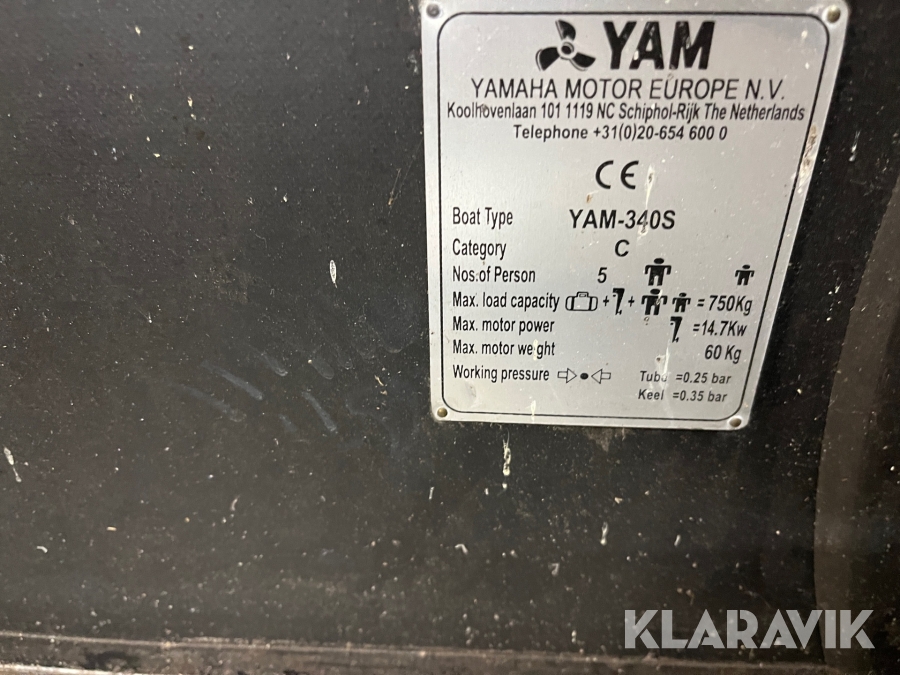 YAM
YAMAHA MOTOR EUROPE N.V.
Koolhovenlaan 101 1119 NC Schiphol-Rijk The Netherlands
Telephone +31(0)20-654 600 0
CE
Boat Type YAM-340S
Category C
Nos.of Person 5
Max. load capacity + + = 750Kg
Max. motor power =14.7Kw
Max. motor weight 60 Kg
Working pressure Tube =0.25 bar
Keel =0.35 bar
KLARAVIK